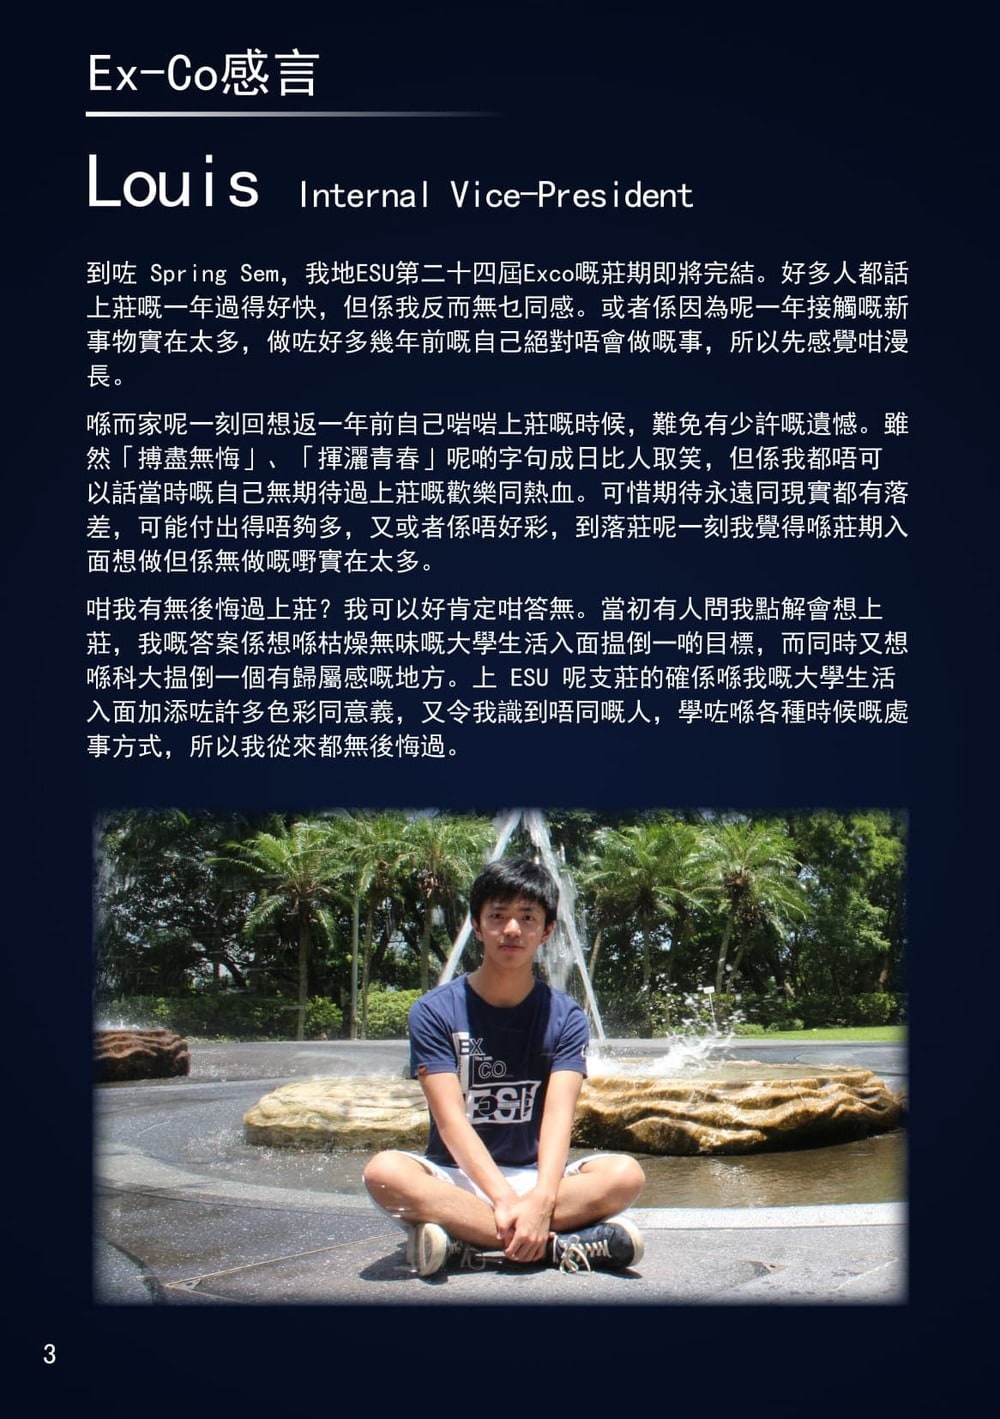 Ex-Co感言
Louis Internal Vice-President
到咗 Spring Sem，我地ESU第二十四屆Exco嘅莊期即將完結。好多人都話
上莊嘅一年過得好快，但係我反而無乜同感。或者係因為呢一年接觸嘅新
事物實在太多，做咗好多幾年前嘅自己絕對唔會做嘅事，所以先感覺咁漫
長。
喺而家呢一刻回想返一年前自己啱啱上莊嘅時候，難免有少許嘅遺憾。雖
然「搏盡無悔」、「揮灑青春」呢啲字句成日比人取笑，但係我都唔可
以話當時嘅自己無期待過上莊嘅歡樂同熱血。可惜期待永遠同現實都有落
差，可能付出得唔夠多，又或者係唔好彩，到落莊呢一刻我覺得喺莊期入
面想做但係無做嘅嘢實在太多。
咁我有無後悔過上莊？我可以好肯定咁答無。當初有人問我點解會想上
莊，我嘅答案係想喺枯燥無味嘅大學生活入面揾倒一啲目標，而同時又想
喺科大揾倒一個有歸屬感嘅地方。上 ESU 呢支莊的確係喺我嘅大學生活
入面加添咗許多色彩同意義，又令我識到唔同嘅人，學咗喺各種時候嘅處
事方式，所以我從來都無後悔過。
EX
CO
ESU
3